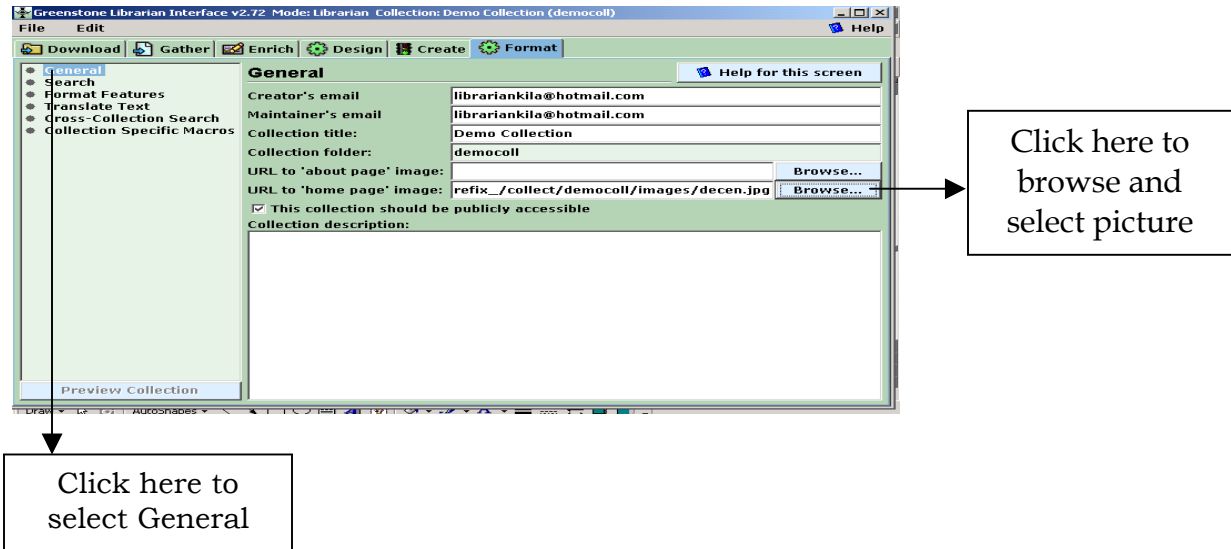 Greenstone Librarian Interface v2.72 Mode: Librarian Collection: Demo Collection (democoll)
File Edit Help
Download Gather Enrich Design Create Format
General
Search
Format Features
Translate Text
Cross-Collection Search
Collection Specific Macros
Preview Collection
General Help for this screen
Creator's email librariankila@hotmail.com
Maintainer's email librariankila@hotmail.com
Collection title: Demo Collection
Collection folder: democoll
URL to 'about page' image: Browse...
URL to 'home page' image: refix_/collect/democoll/images/decen.jpg Browse...
This collection should be publicly accessible
Collection description:
Draw AutoShapes
Click here to
browse and
select picture
Click here to
select General